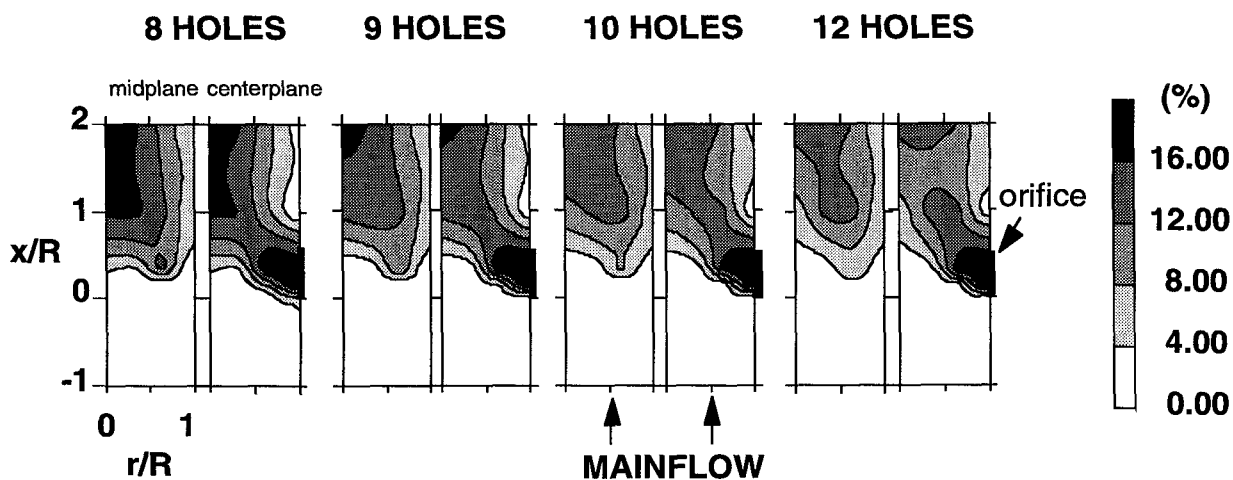 8 HOLES 9 HOLES 10 HOLES 12 HOLES
midplane centerplane
(%)
2
16.00
orifice
1
12.00
x/R
0
8.00
4.00
-1
0.00
0 1
r/R
MAINFLOW